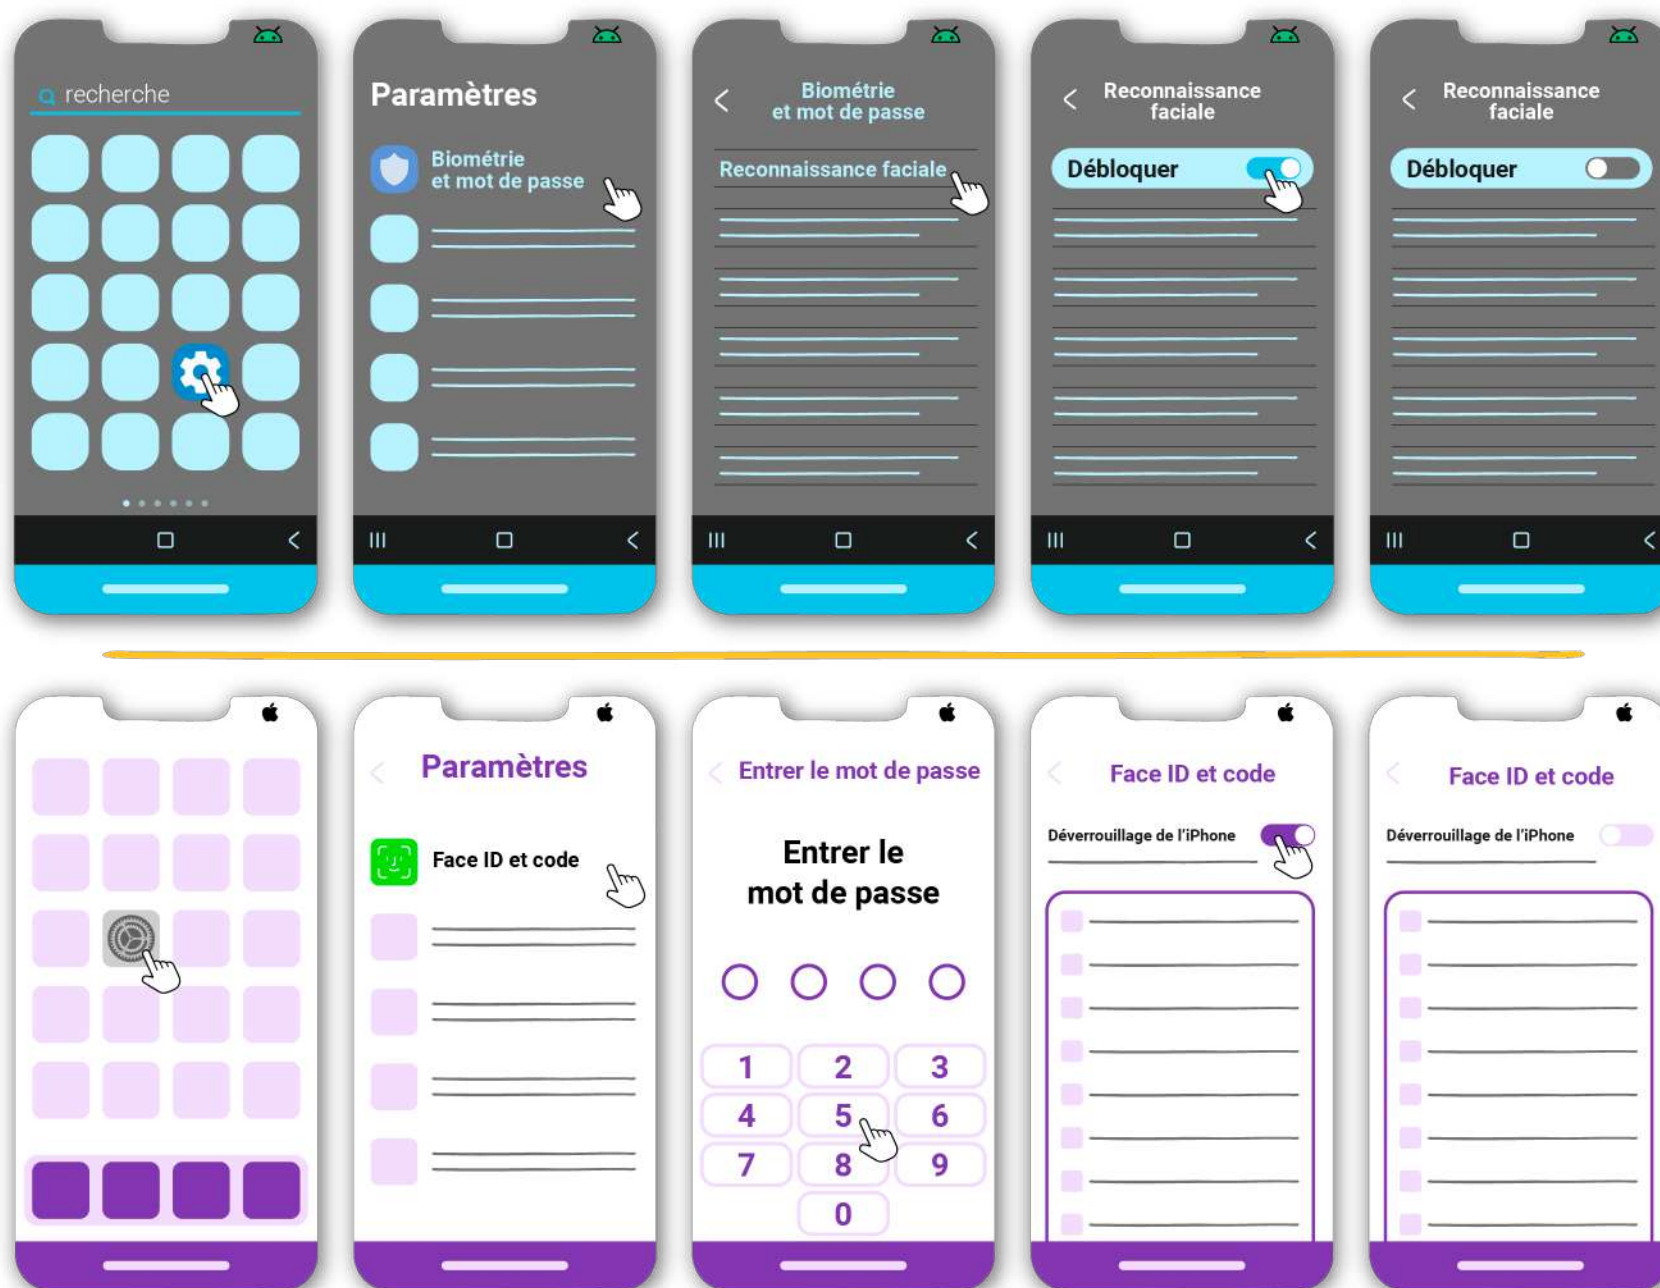 recherche
Paramètres
Biométrie
et mot de passe
Biométrie
et mot de passe
Reconnaissance faciale
Reconnaissance
faciale
Débloquer
Reconnaissance
faciale
Débloquer
Paramètres
Face ID et code
Entrer le mot de passe
Entrer le
mot de passe
1 2 3
4 5 6
7 8 9
0
Face ID et code
Déverrouillage de l'iPhone
Face ID et code
Déverrouillage de l'iPhone